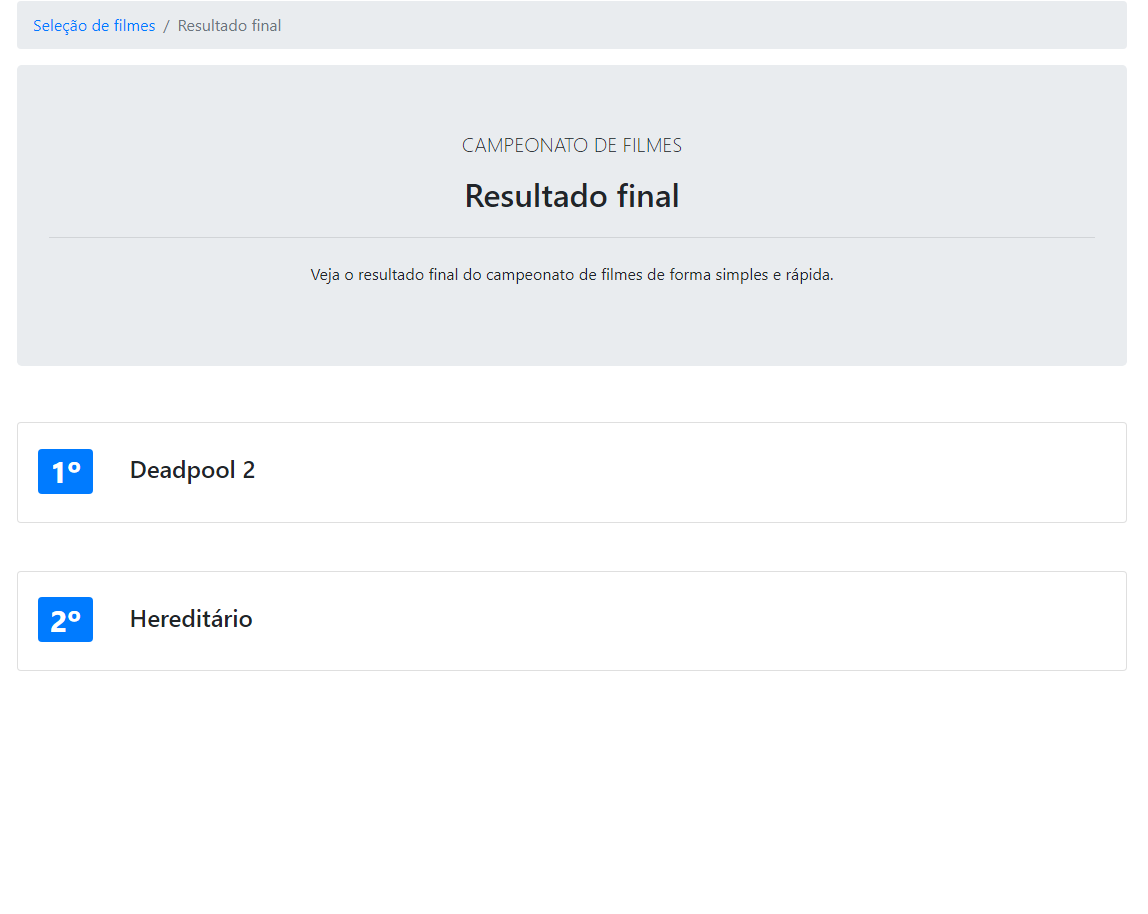 Seleção de filmes / Resultado final
CAMPEONATO DE FILMES
Resultado final
Veja o resultado final do campeonato de filmes de forma simples e rápida.
1º Deadpool 2
2º Hereditário